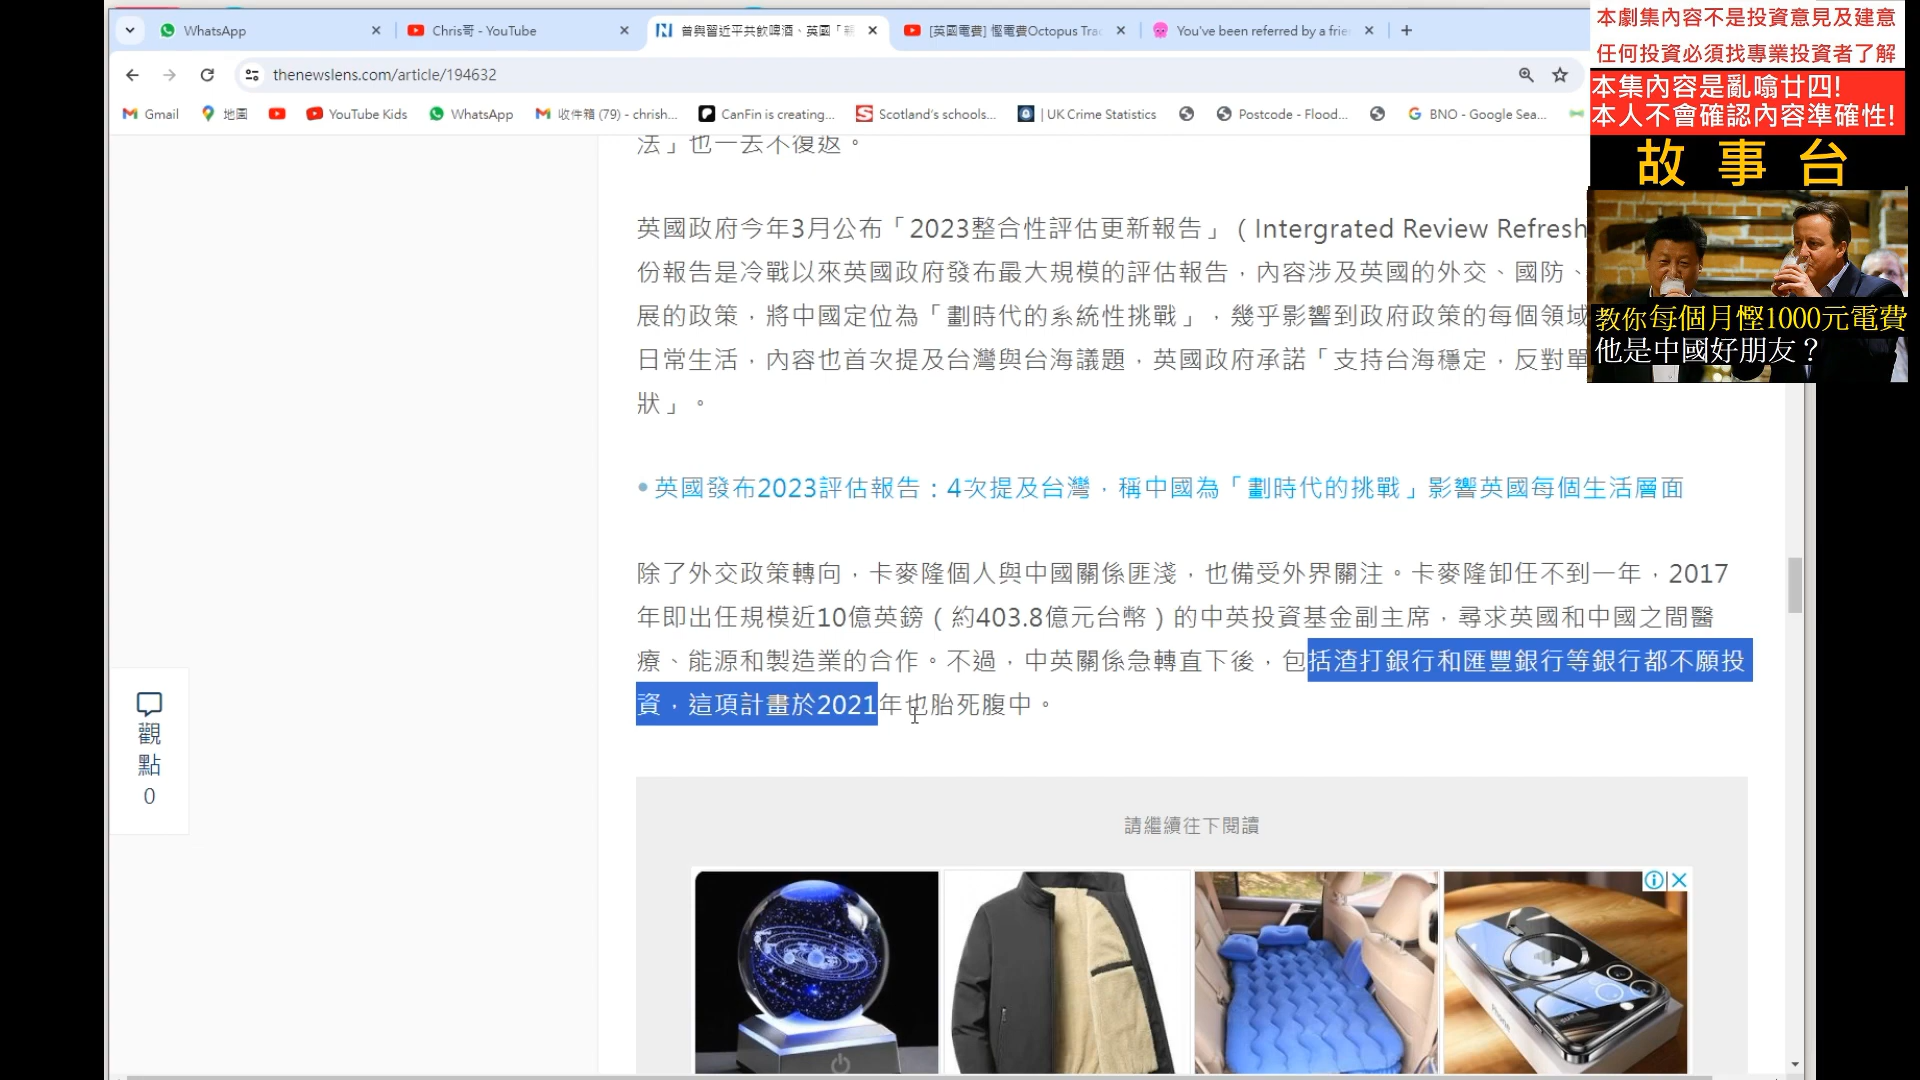 WhatsApp
Chris哥 - YouTube
曾與習近平共飲啤酒、英國「親
[英國電費] 慳電費Octopus Trac
You've been referred by a frie
thenewslens.com/article/194632
Gmail
地圖
YouTube Kids
WhatsApp
收件箱 (79) - chrish...
CanFin is creating...
Scotland's schools...
| UK Crime Statistics
Postcode - Flood...
BNO - Google Sea...
本劇集內容不是投資意見及建意
任何投資必須找專業投資者了解
本集內容是亂噏廿四!
本人不會確認內容準確性!
故事台
教你每個月慳1000元電費
他是中國好朋友？
法」也一去不復返。
英國政府今年3月公布「2023整合性評估更新報告」（Intergrated Review Refresh
份報告是冷戰以來英國政府發布最大規模的評估報告，內容涉及英國的外交、國防、
展的政策，將中國定位為「劃時代的系統性挑戰」，幾乎影響到政府政策的每個領域
日常生活，內容也首次提及台灣與台海議題，英國政府承諾「支持台海穩定，反對單
狀」。
•英國發布2023評估報告：4次提及台灣，稱中國為「劃時代的挑戰」影響英國每個生活層面
除了外交政策轉向，卡麥隆個人與中國關係匪淺，也備受外界關注。卡麥隆卸任不到一年，2017
年即出任規模近10億英鎊（約403.8億元台幣）的中英投資基金副主席，尋求英國和中國之間醫
療、能源和製造業的合作。不過，中英關係急轉直下後，包括渣打銀行和匯豐銀行等銀行都不願投
資，這項計畫於2021年也胎死腹中。
觀
點
0
請繼續往下閱讀